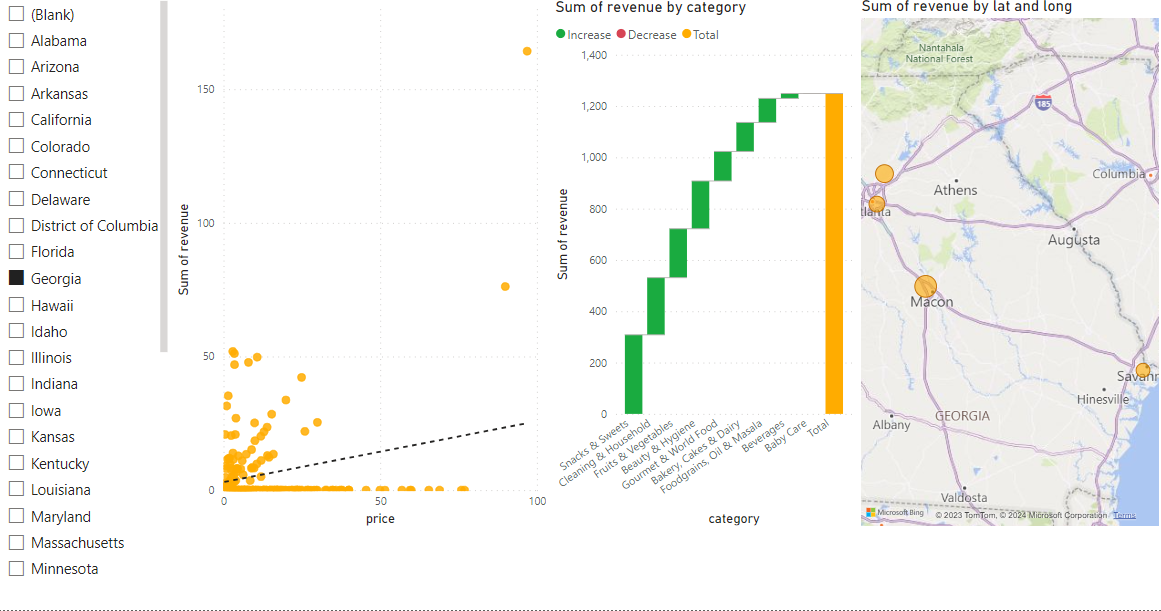 (Blank)
Alabama
Arizona
Arkansas
California
Colorado
Connecticut
Delaware
District of Columbia
Florida
Georgia
Hawaii
Idaho
Illinois
Indiana
Iowa
Kansas
Kentucky
Louisiana
Maryland
Massachusetts
Minnesota
Sum of revenue
150
100
50
0
0
50
100
price
Sum of revenue by category
Increase
Decrease
Total
Sum of revenue
1,400
1,200
1,000
800
600
400
200
0
Snacks & Sweets
Cleaning & Household
Fruits & Vegetables
Beauty & Hygiene
Gourmet & World Food
Bakery, Cakes & Dairy
Foodgrains, Oil & Masala
Beverages
Baby Care
Total
category
Sum of revenue by lat and long
Nantahala
National Forest
185
Columbia
Athens
tlanta
Augusta
Macon
Savann
Hinesville
GEORGIA
Albany
Valdosta
Microsoft Bing
© 2023 TomTom, © 2024 Microsoft Corporation
Terms